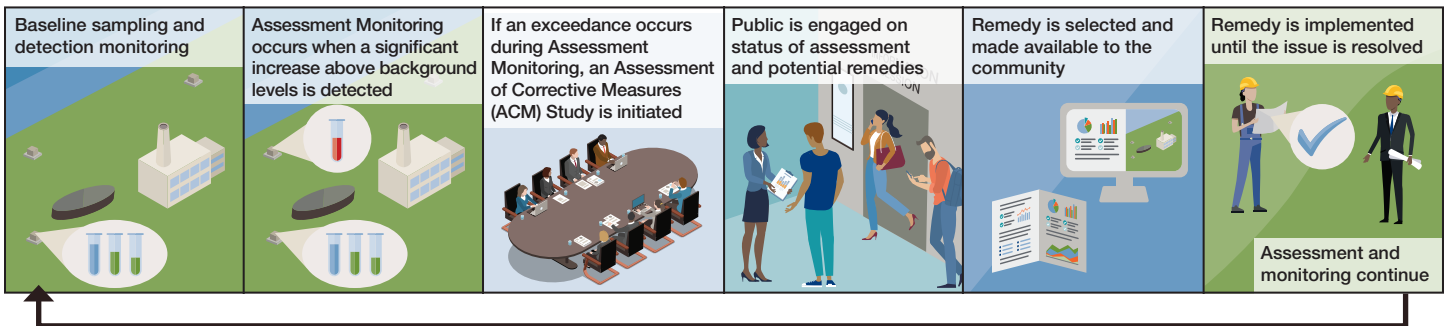 Baseline sampling and
detection monitoring
Assessment Monitoring
occurs when a significant
increase above background
levels is detected
If an exceedance occurs
during Assessment
Monitoring, an Assessment
of Corrective Measures
(ACM) Study is initiated
Public is engaged on
status of assessment
and potential remedies
Remedy is selected and
made available to the
community
Remedy is implemented
until the issue is resolved
Assessment and
monitoring continue